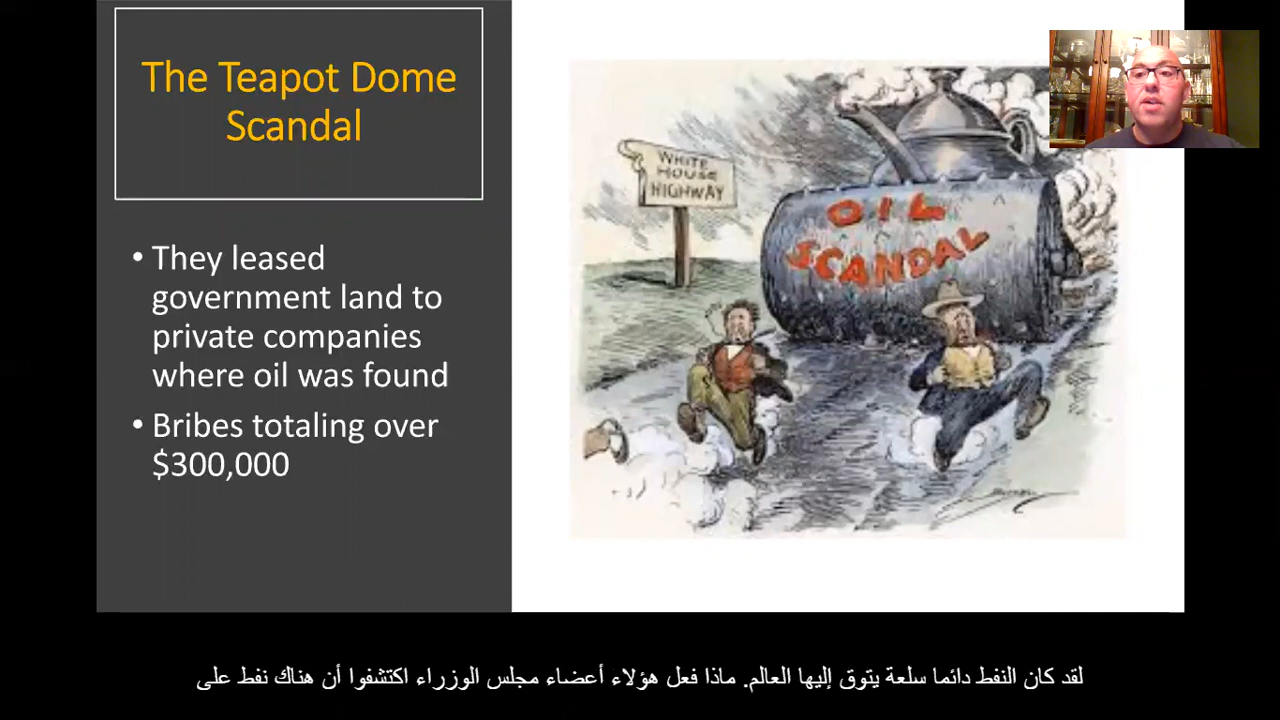 The Teapot Dome
Scandal
• They leased
government land to
private companies
where oil was found
• Bribes totaling over
$300,000
WHITE
HOUSE
HIGHWAY
OIL
SCANDAL
لقد كان النفط دائما سلعة يتوق إليها العالم. ماذا فعل هؤلاء أعضاء مجلس الوزراء اكتشفوا أن هناك نفط على